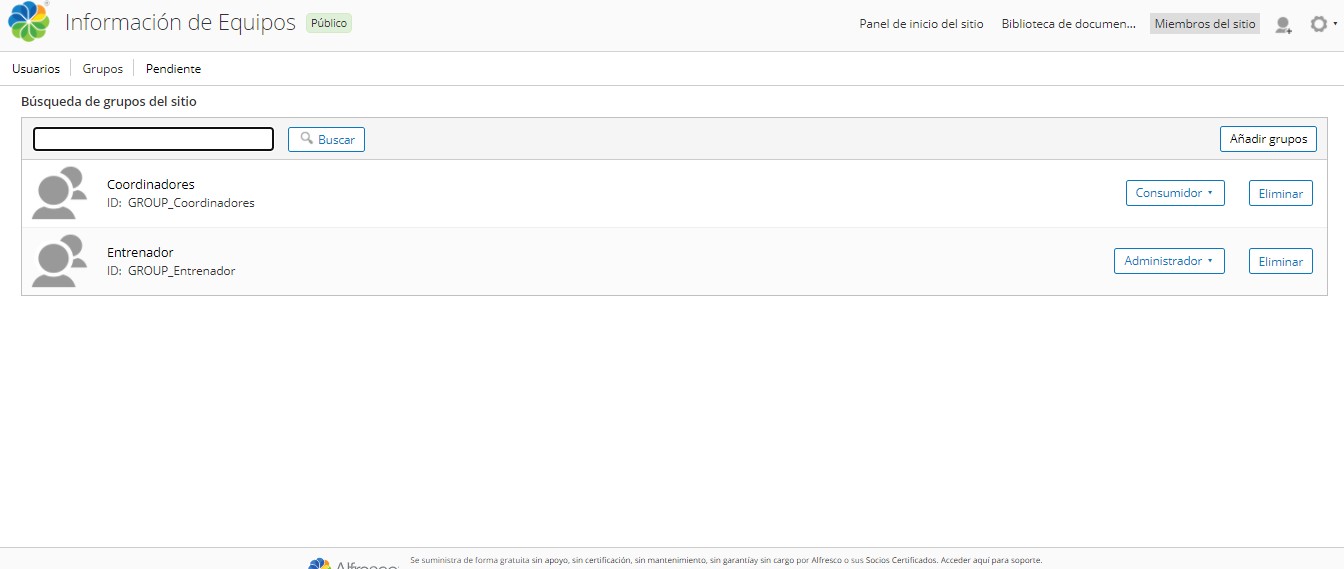 Información de Equipos Público Panel de inicio del sitio Biblioteca de documen... Miembros del sitio
Usuarios Grupos Pendiente
Búsqueda de grupos del sitio
Buscar Añadir grupos
Coordinadores
ID: GROUP_Coordinadores Consumidor Eliminar
Entrenador
ID: GROUP_Entrenador Administrador Eliminar
Se suministra de forma gratuita sin apoyo, sin certificación, sin mantenimiento, sin garantíay sin cargo por Alfresco o sus Socios Certificados. Acceder aquí para soporte.
Alfresco